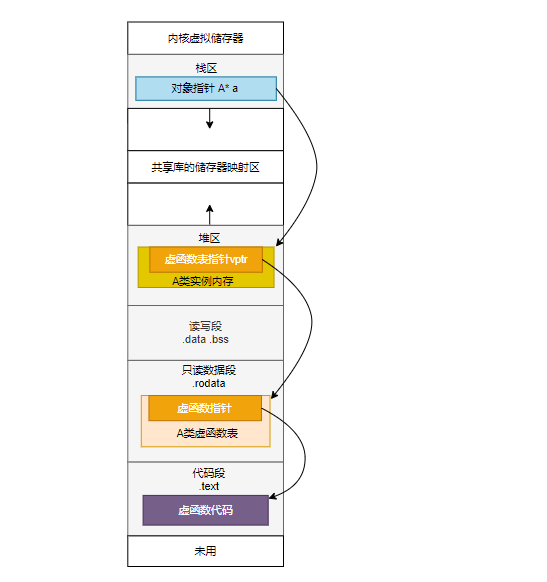 内核虚拟储存器
栈区
对象指针 A* a
共享库的储存器映射区
堆区
虚函数表指针vptr
A类实例内存
读写段
.data .bss
只读数据段
.rodata
虚函数指针
A类虚函数表
代码段
.text
虚函数代码
未用